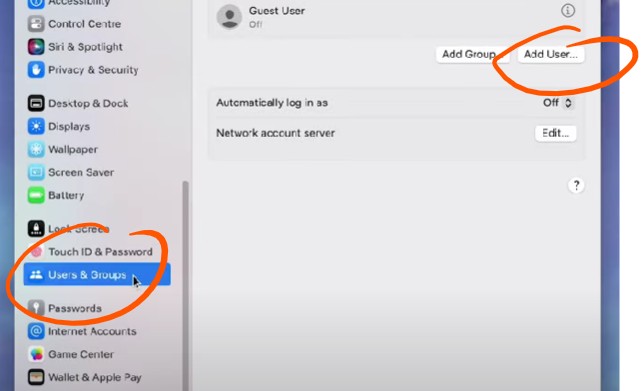 Accessibility
Control Centre
Siri & Spotlight
Privacy & Security
Desktop & Dock
Displays
Wallpaper
Screen Saver
Battery
Lock Screen
Touch ID & Password
Users & Groups
Passwords
Internet Accounts
Game Center
Wallet & Apple Pay
Guest User
Off
Add Group...
Add User...
Automatically log in as
Off
Network account server
Edit...
?